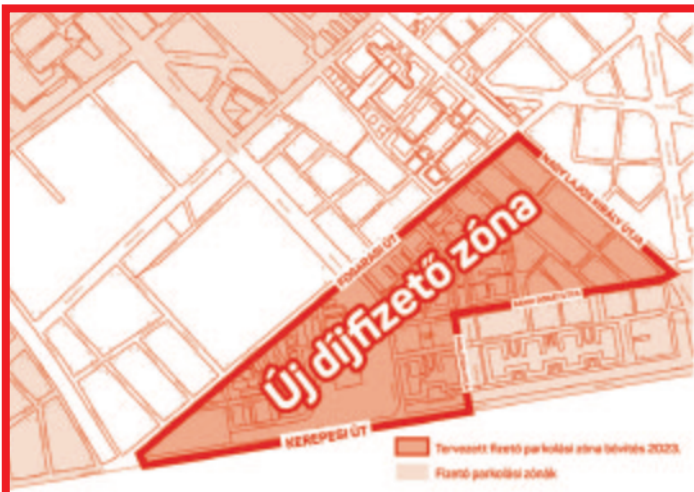 NAGY LAJOS KIRÁLY ÚTJA
FOGARASI ÚT
Új díjfizető zóna
KEREPESI ÚT
Tervezett fizető parkolási zóna bővítés 2023.
Fizető parkolási zónák